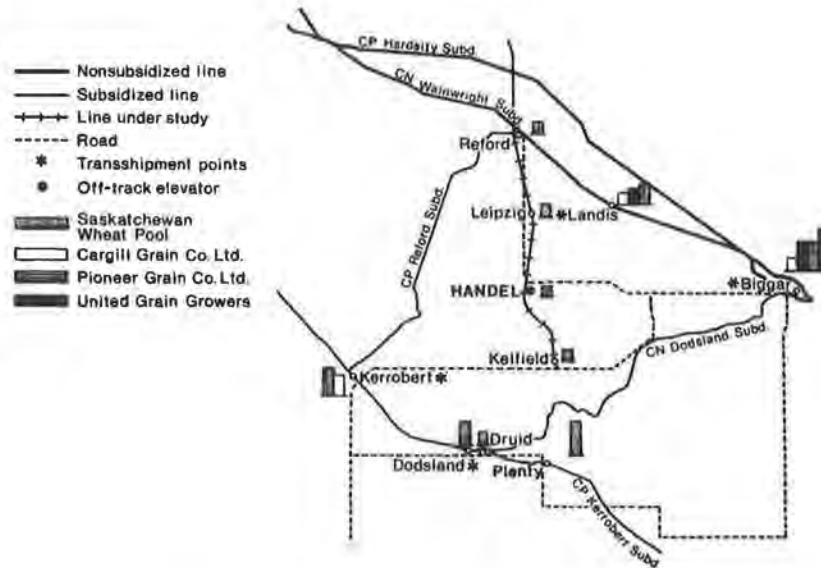 Nonsubsidized line
Subsidized line
Line under study
Road
* Transshipment points
Off-track elevator
Saskatchewan
Wheat Pool
Cargill Grain Co. Ltd.
Pioneer Grain Co. Ltd.
United Grain Growers
CP Hardsity Subd.
CN Wainwright Subd.
Reford
CP Reford Subd.
Leipzig
*Landis
HANDEL
*Biggar
CN Dodsland Subd.
Kelfield
Kerrobert*
Druid
Dodsland*
Plenty
CP Kerrobert Subd.